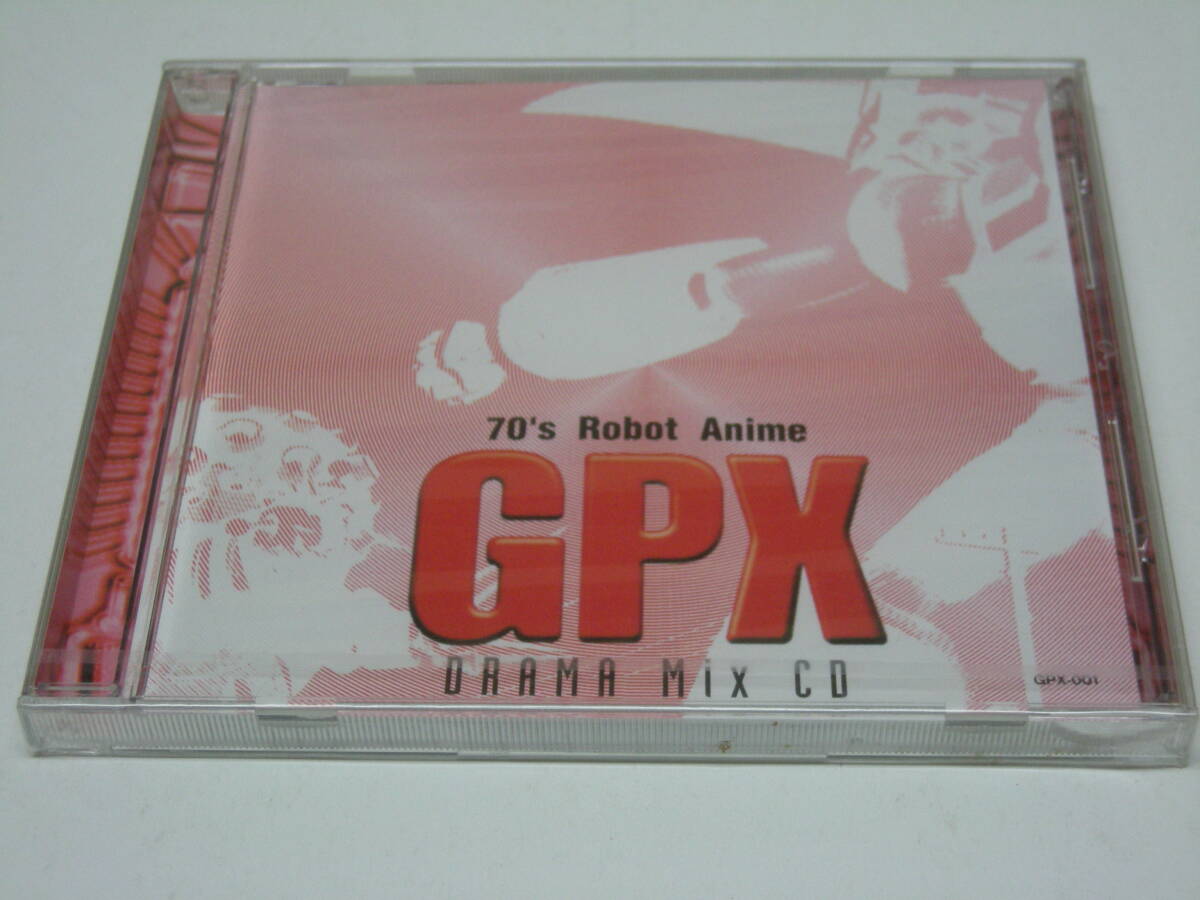 70's Robot Anime
GPX
DRAMA Mix CD
GPX-001